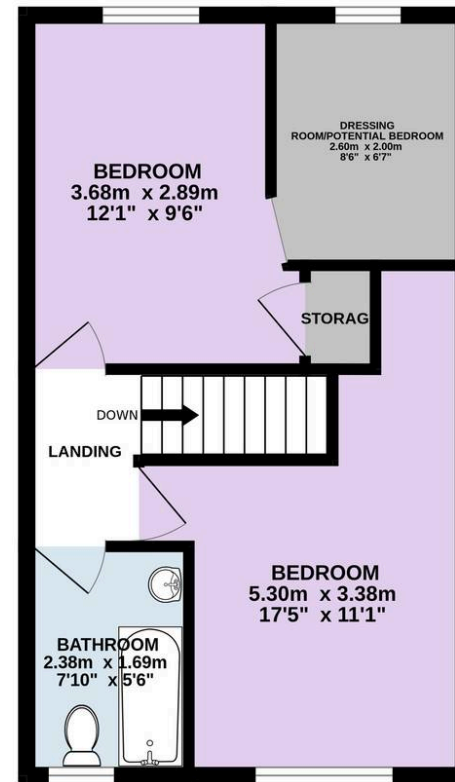 DRESSING
ROOM/POTENTIAL BEDROOM
2.60m x 2.00m
8'6" x 6'7"
BEDROOM
3.68m x 2.89m
12'1" x 9'6"
STORAG
DOWN
LANDING
BEDROOM
5.30m x 3.38m
17'5" x 11'1"
BATHROOM
2.38m x 1.69m
7'10" x 5'6"